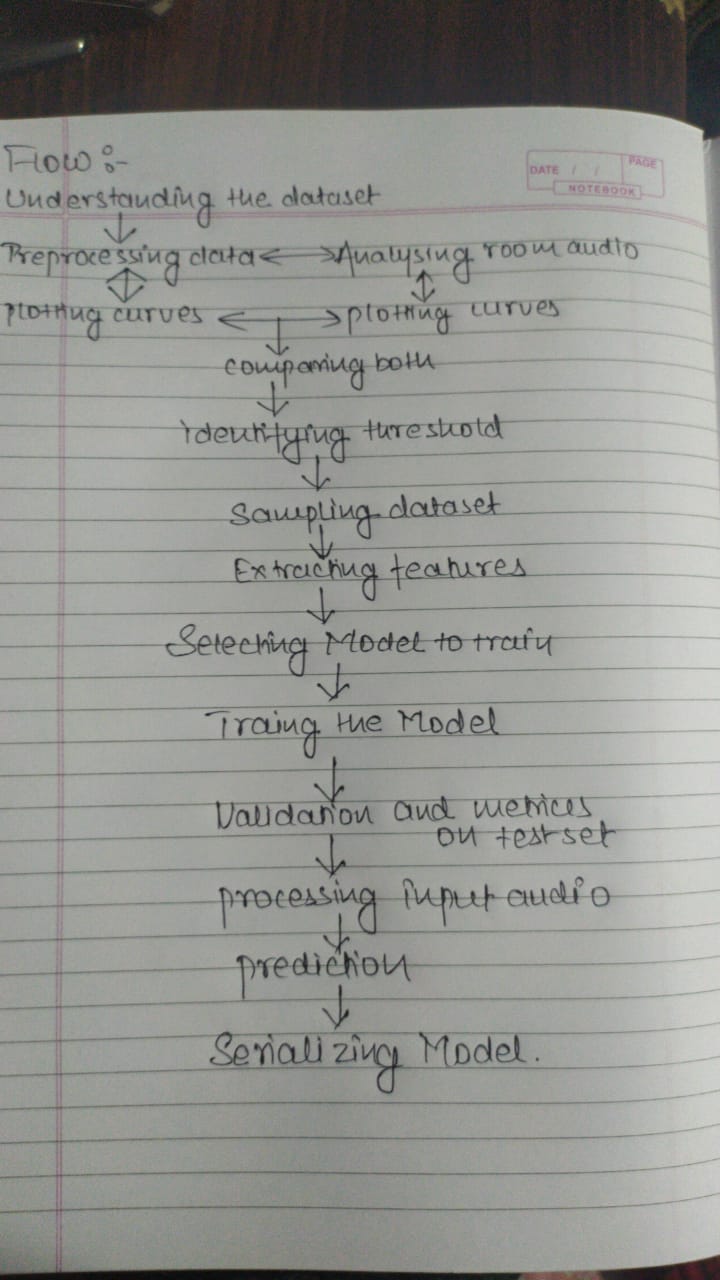 Flow :-
DATE / / PAGE
NOTEBOOK
Understanding the dataset
Preprocessing data <-> Analysing room audio
plotting curves <-> plotting curves
comparing both
identifying threshold
Sampling dataset
Extracting features
Selecting Model to train
Traing the Model
Validation and metrices
on test set
processing input audio
prediction
Serializing Model.